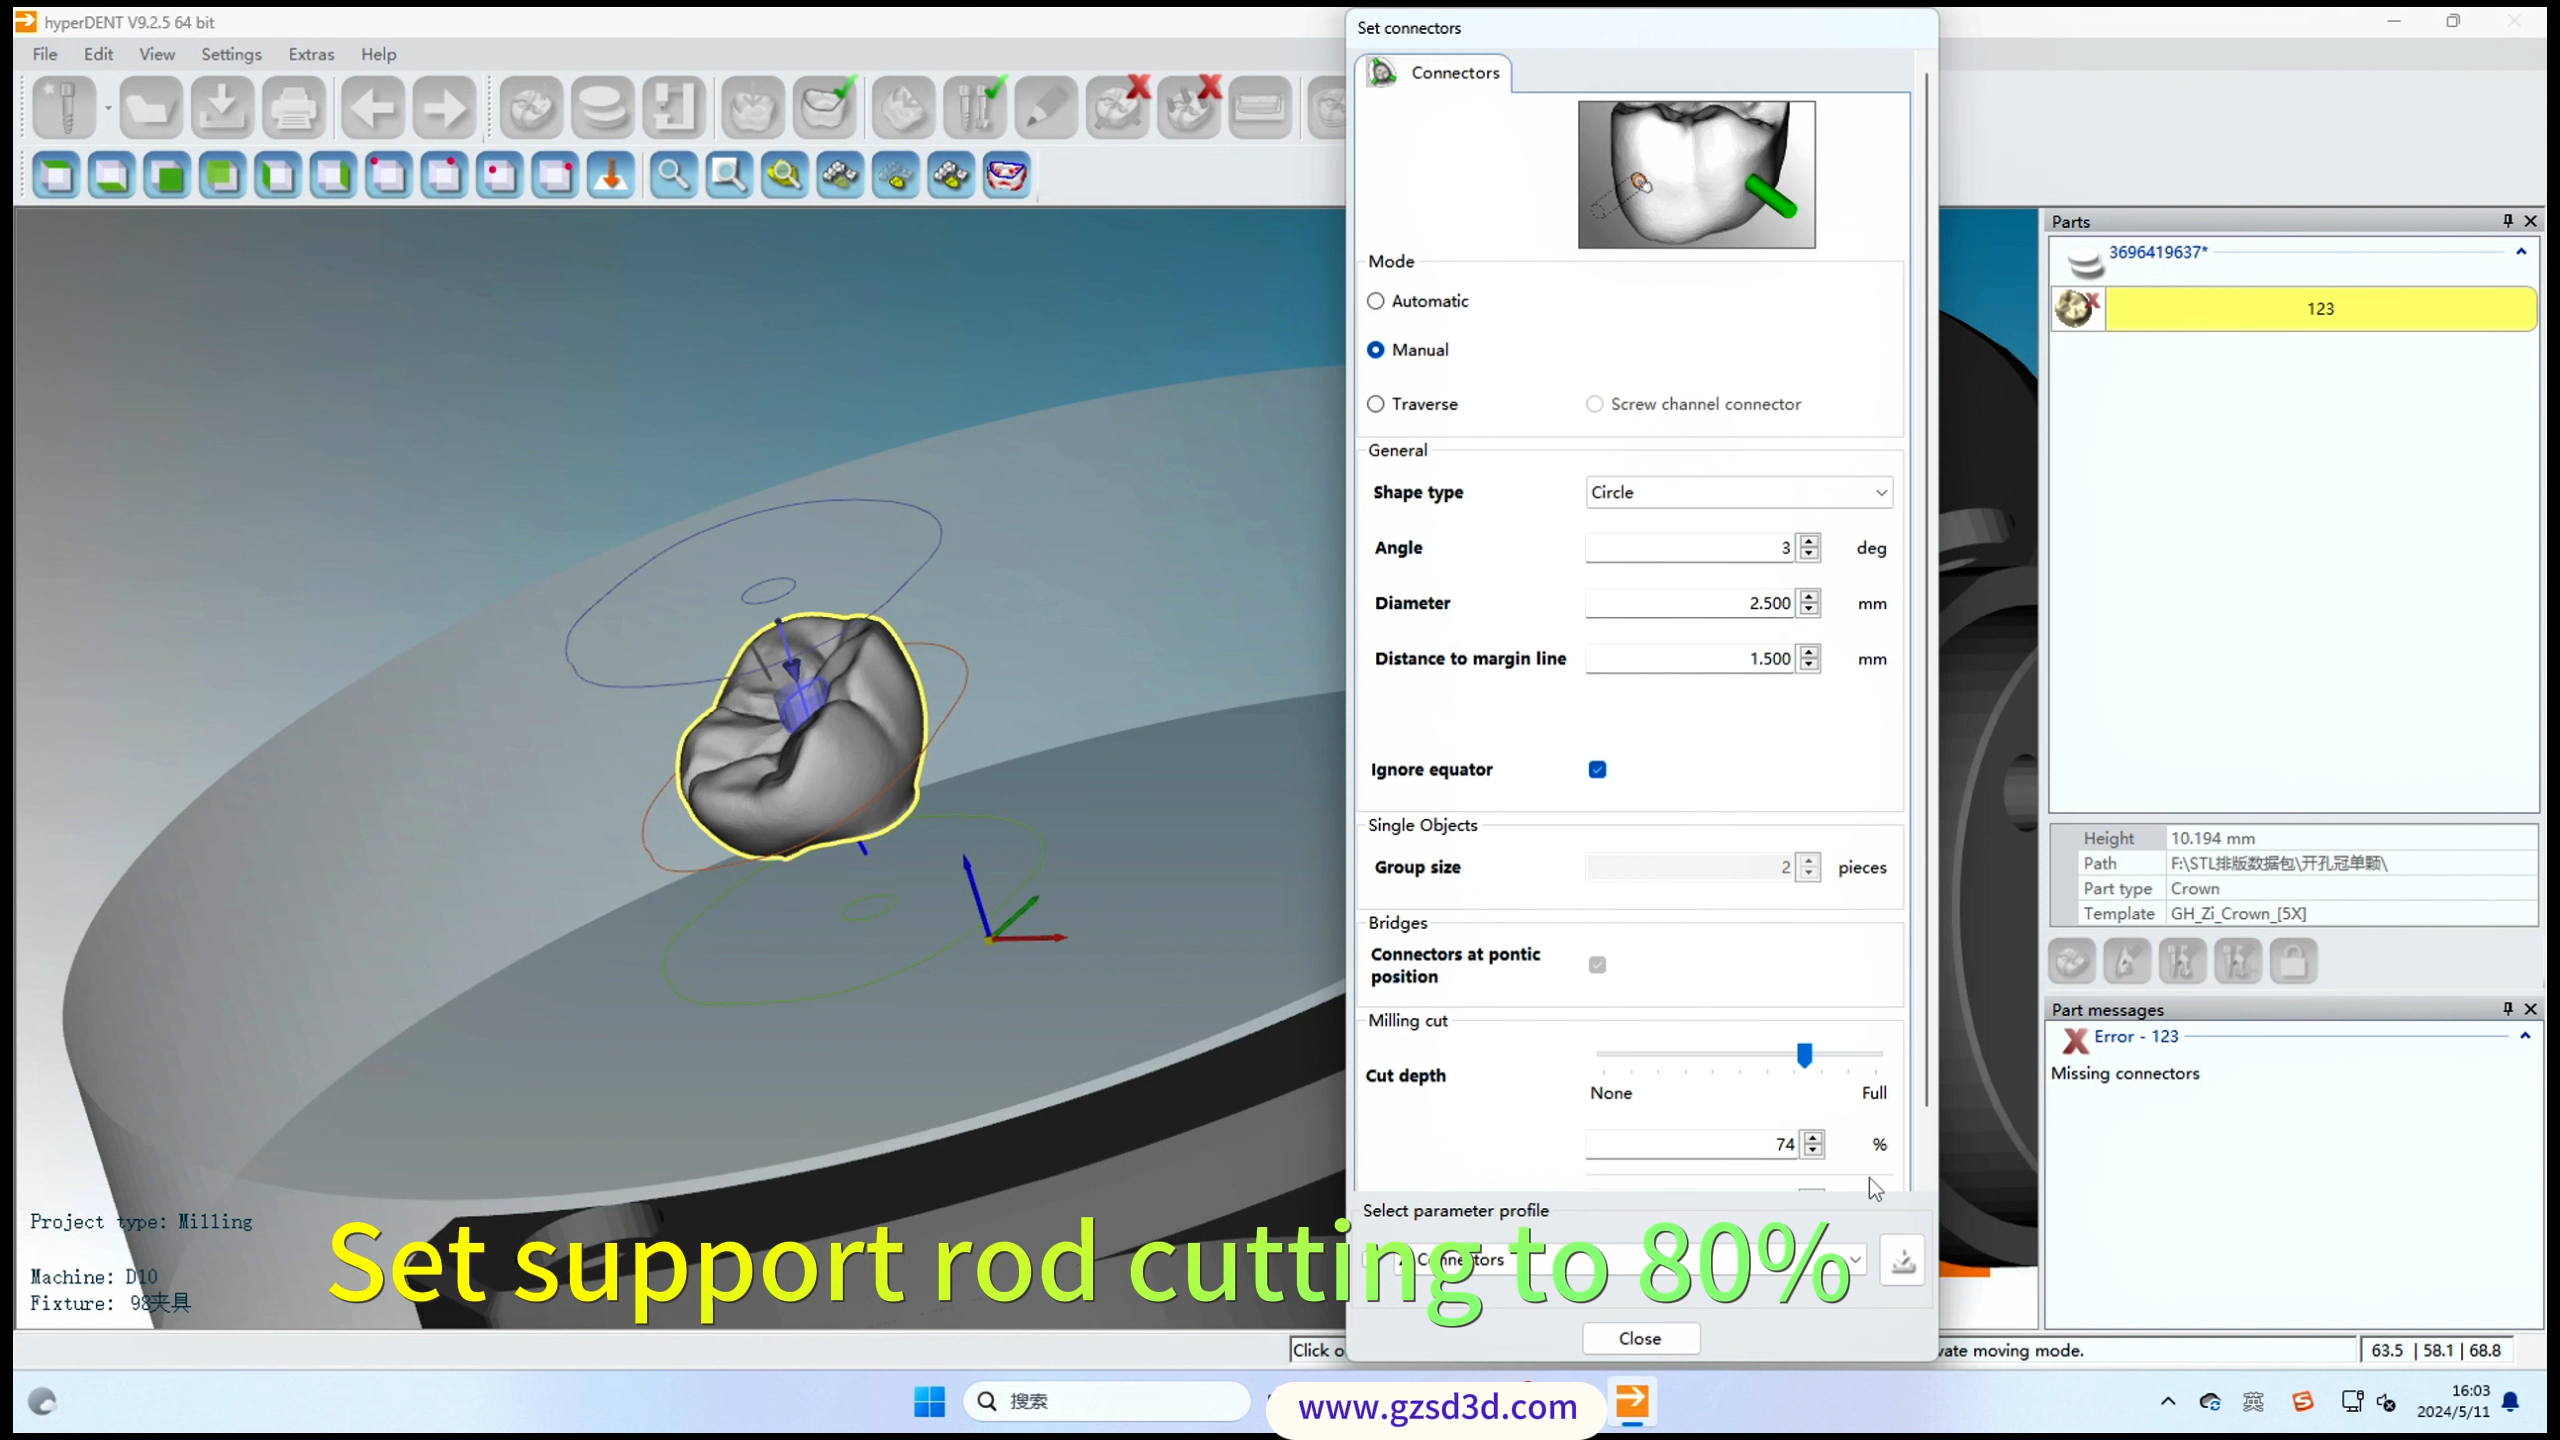 hyperDENT V9.2.5 64 bit
File Edit View Settings Extras Help
Set connectors
Connectors
Mode
Automatic
Manual
Traverse
Screw channel connector
General
Shape type Circle
Angle 3 deg
Diameter 2.500 mm
Distance to margin line 1.500 mm
Ignore equator
Single Objects
Group size 2 pieces
Bridges
Connectors at pontic
position
Milling cut
Cut depth
None Full
74 %
Select parameter profile
Connectors
Close
Parts
3696419637*
123
Height 10.194 mm
Path F:\STL排版数据包\开孔冠单颗\
Part type Crown
Template GH_Zi_Crown_[5X]
Part messages
Error - 123
Missing connectors
Project type: Milling
Machine: D10
Fixture: 98夹具
Set support rod cutting to 80%
Click o
vate moving mode.
63.5 | 58.1 | 68.8
搜索
www.gzsd3d.com
英
16:03
2024/5/11